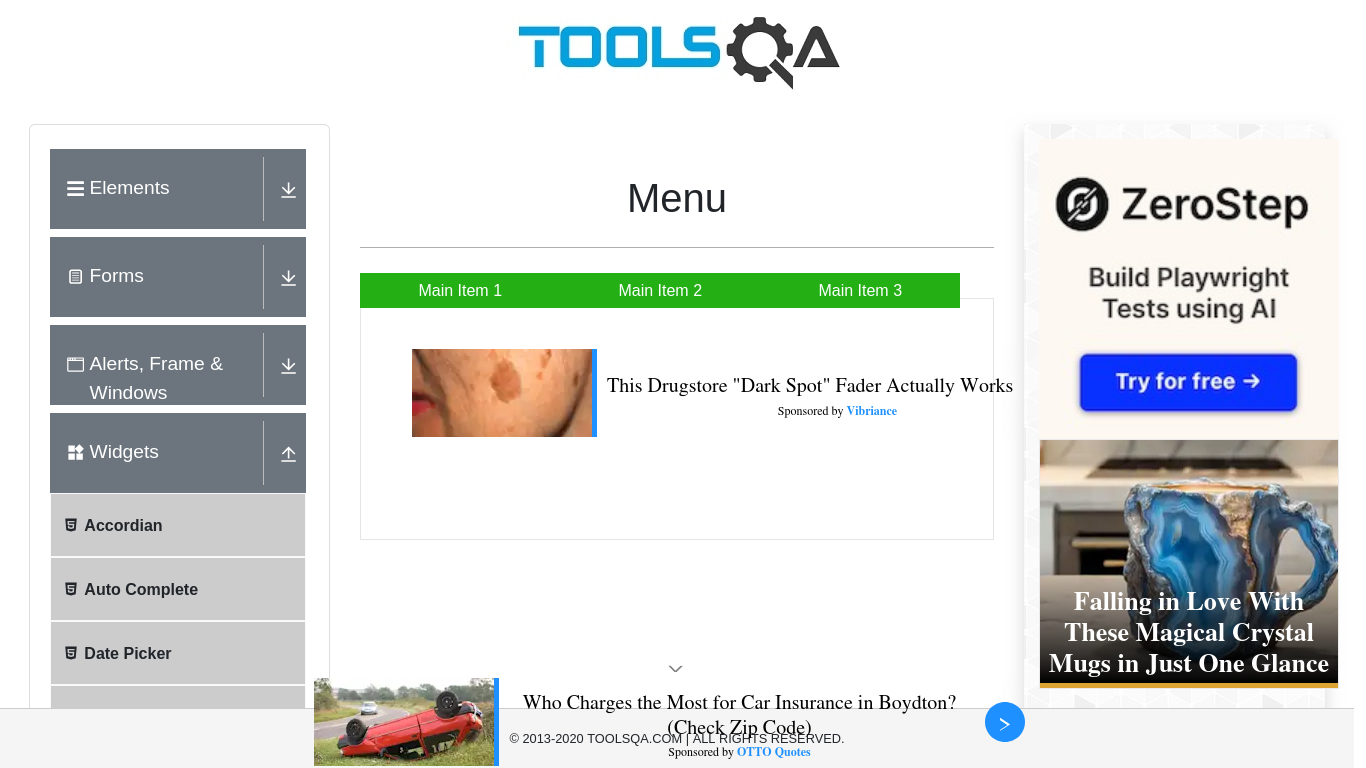 TOOLSQA
Elements
Forms
Alerts, Frame &
Windows
Widgets
Accordian
Auto Complete
Date Picker
Menu
Main Item 1
Main Item 2
Main Item 3
This Drugstore "Dark Spot" Fader Actually Works
Sponsored by Vibriance
ZeroStep
Build Playwright
Tests using AI
Try for free →
Falling in Love With
These Magical Crystal
Mugs in Just One Glance
Who Charges the Most for Car Insurance in Boydton?
(Check Zip Code)
© 2013-2020 TOOLSQA.COM | ALL RIGHTS RESERVED.
Sponsored by OTTO Quotes